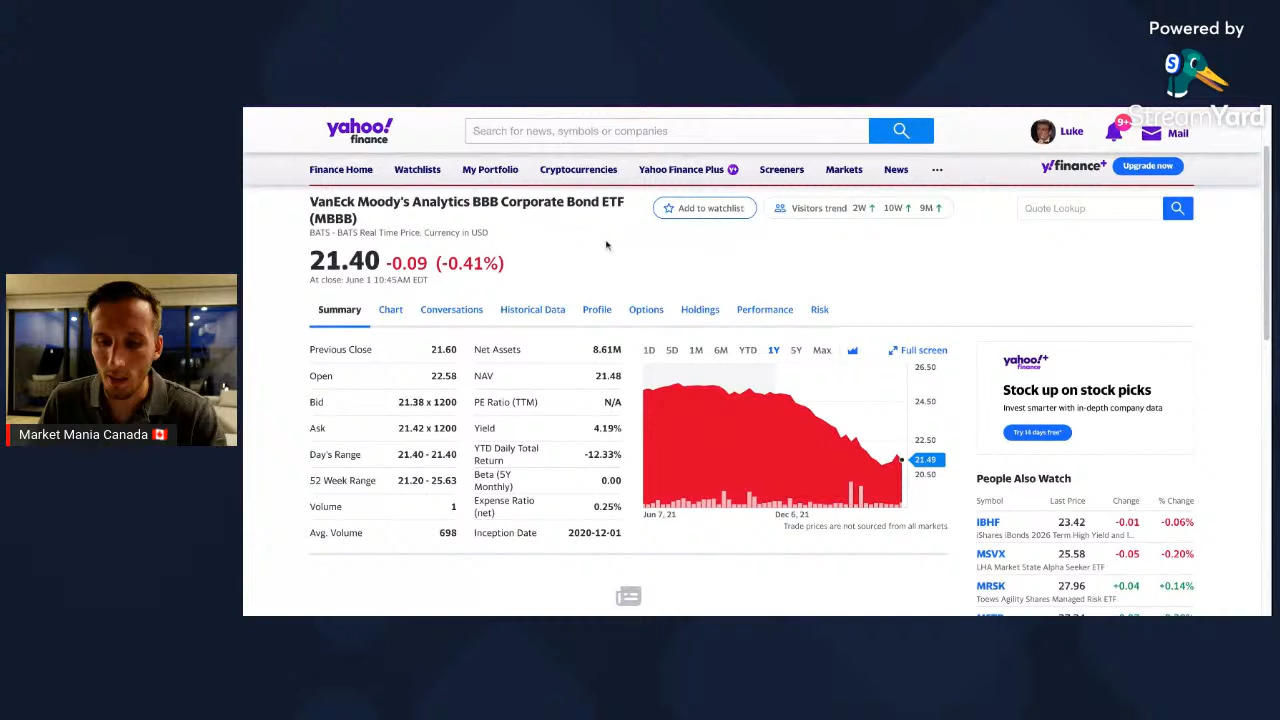 Powered by
S
StreamYard
yahoo!
finance
Search for news, symbols or companies
Luke
9+
Mail
Finance Home Watchlists My Portfolio Cryptocurrencies Yahoo Finance Plus Y+ Screeners Markets News ...
y!finance+ Upgrade now
VanEck Moody's Analytics BBB Corporate Bond ETF
(MBBB)
BATS - BATS Real Time Price. Currency in USD
Add to watchlist
Visitors trend 2W↑ 10W↑ 9M↑
Quote Lookup
21.40 -0.09 (-0.41%)
At close: June 1 10:45AM EDT
Summary Chart Conversations Historical Data Profile Options Holdings Performance Risk
Previous Close 21.60
Open 22.58
Bid 21.38 x 1200
Ask 21.42 x 1200
Day's Range 21.40 - 21.40
52 Week Range 21.20 - 25.63
Volume 1
Avg. Volume 698
Net Assets 8.61M
NAV 21.48
PE Ratio (TTM) N/A
Yield 4.19%
YTD Daily Total
Return -12.33%
Beta (5Y
Monthly) 0.00
Expense Ratio
(net) 0.25%
Inception Date 2020-12-01
1D 5D 1M 6M YTD 1Y 5Y Max
Full screen
26.50
24.50
22.50
21.49
20.50
Jun 7, 21 Dec 6, 21
Trade prices are not sourced from all markets
yahoo!+
finance
Stock up on stock picks
Invest smarter with in-depth company data
Try 14 days free*
People Also Watch
Symbol Last Price Change % Change
IBHF 23.42 -0.01 -0.06%
iShares iBonds 2026 Term High Yield and I...
MSVX 25.58 -0.05 -0.20%
LHA Market State Alpha Seeker ETF
MRSK 27.96 +0.04 +0.14%
Toews Agility Shares Managed Risk ETF
Market Mania Canada 🇨🇦